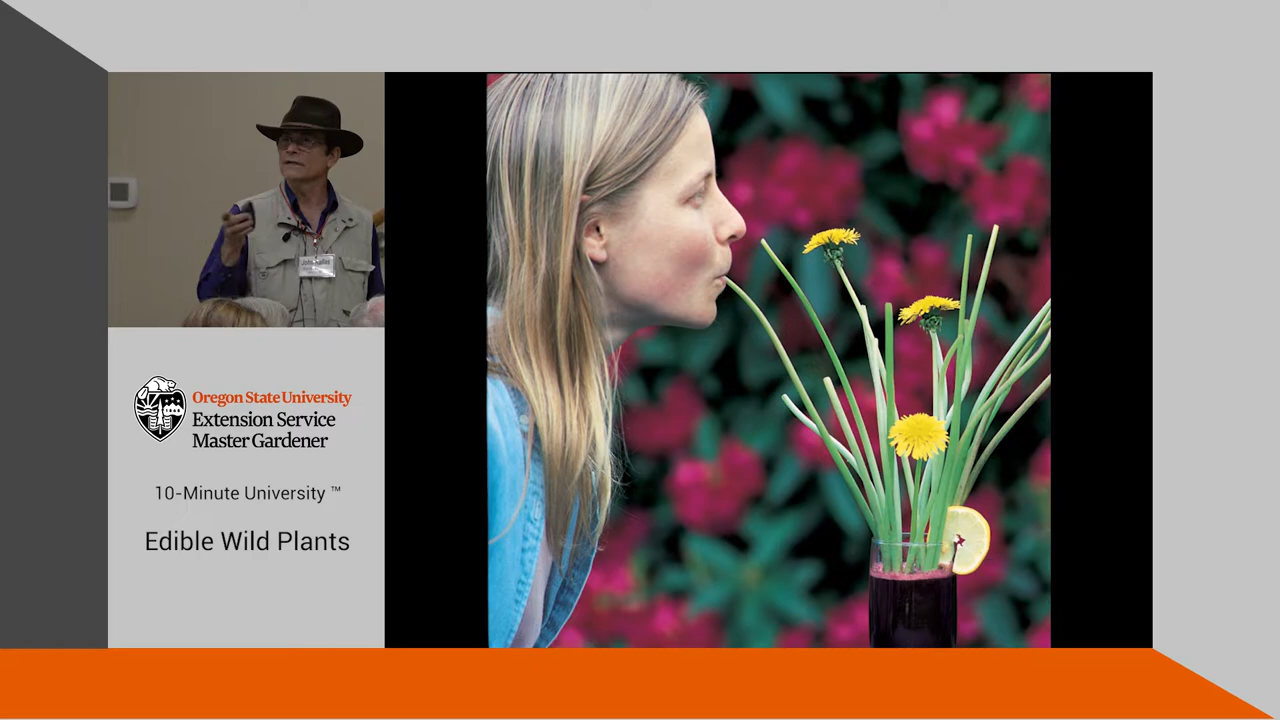 Oregon State University
Extension Service
Master Gardener
10-Minute University ™
Edible Wild Plants